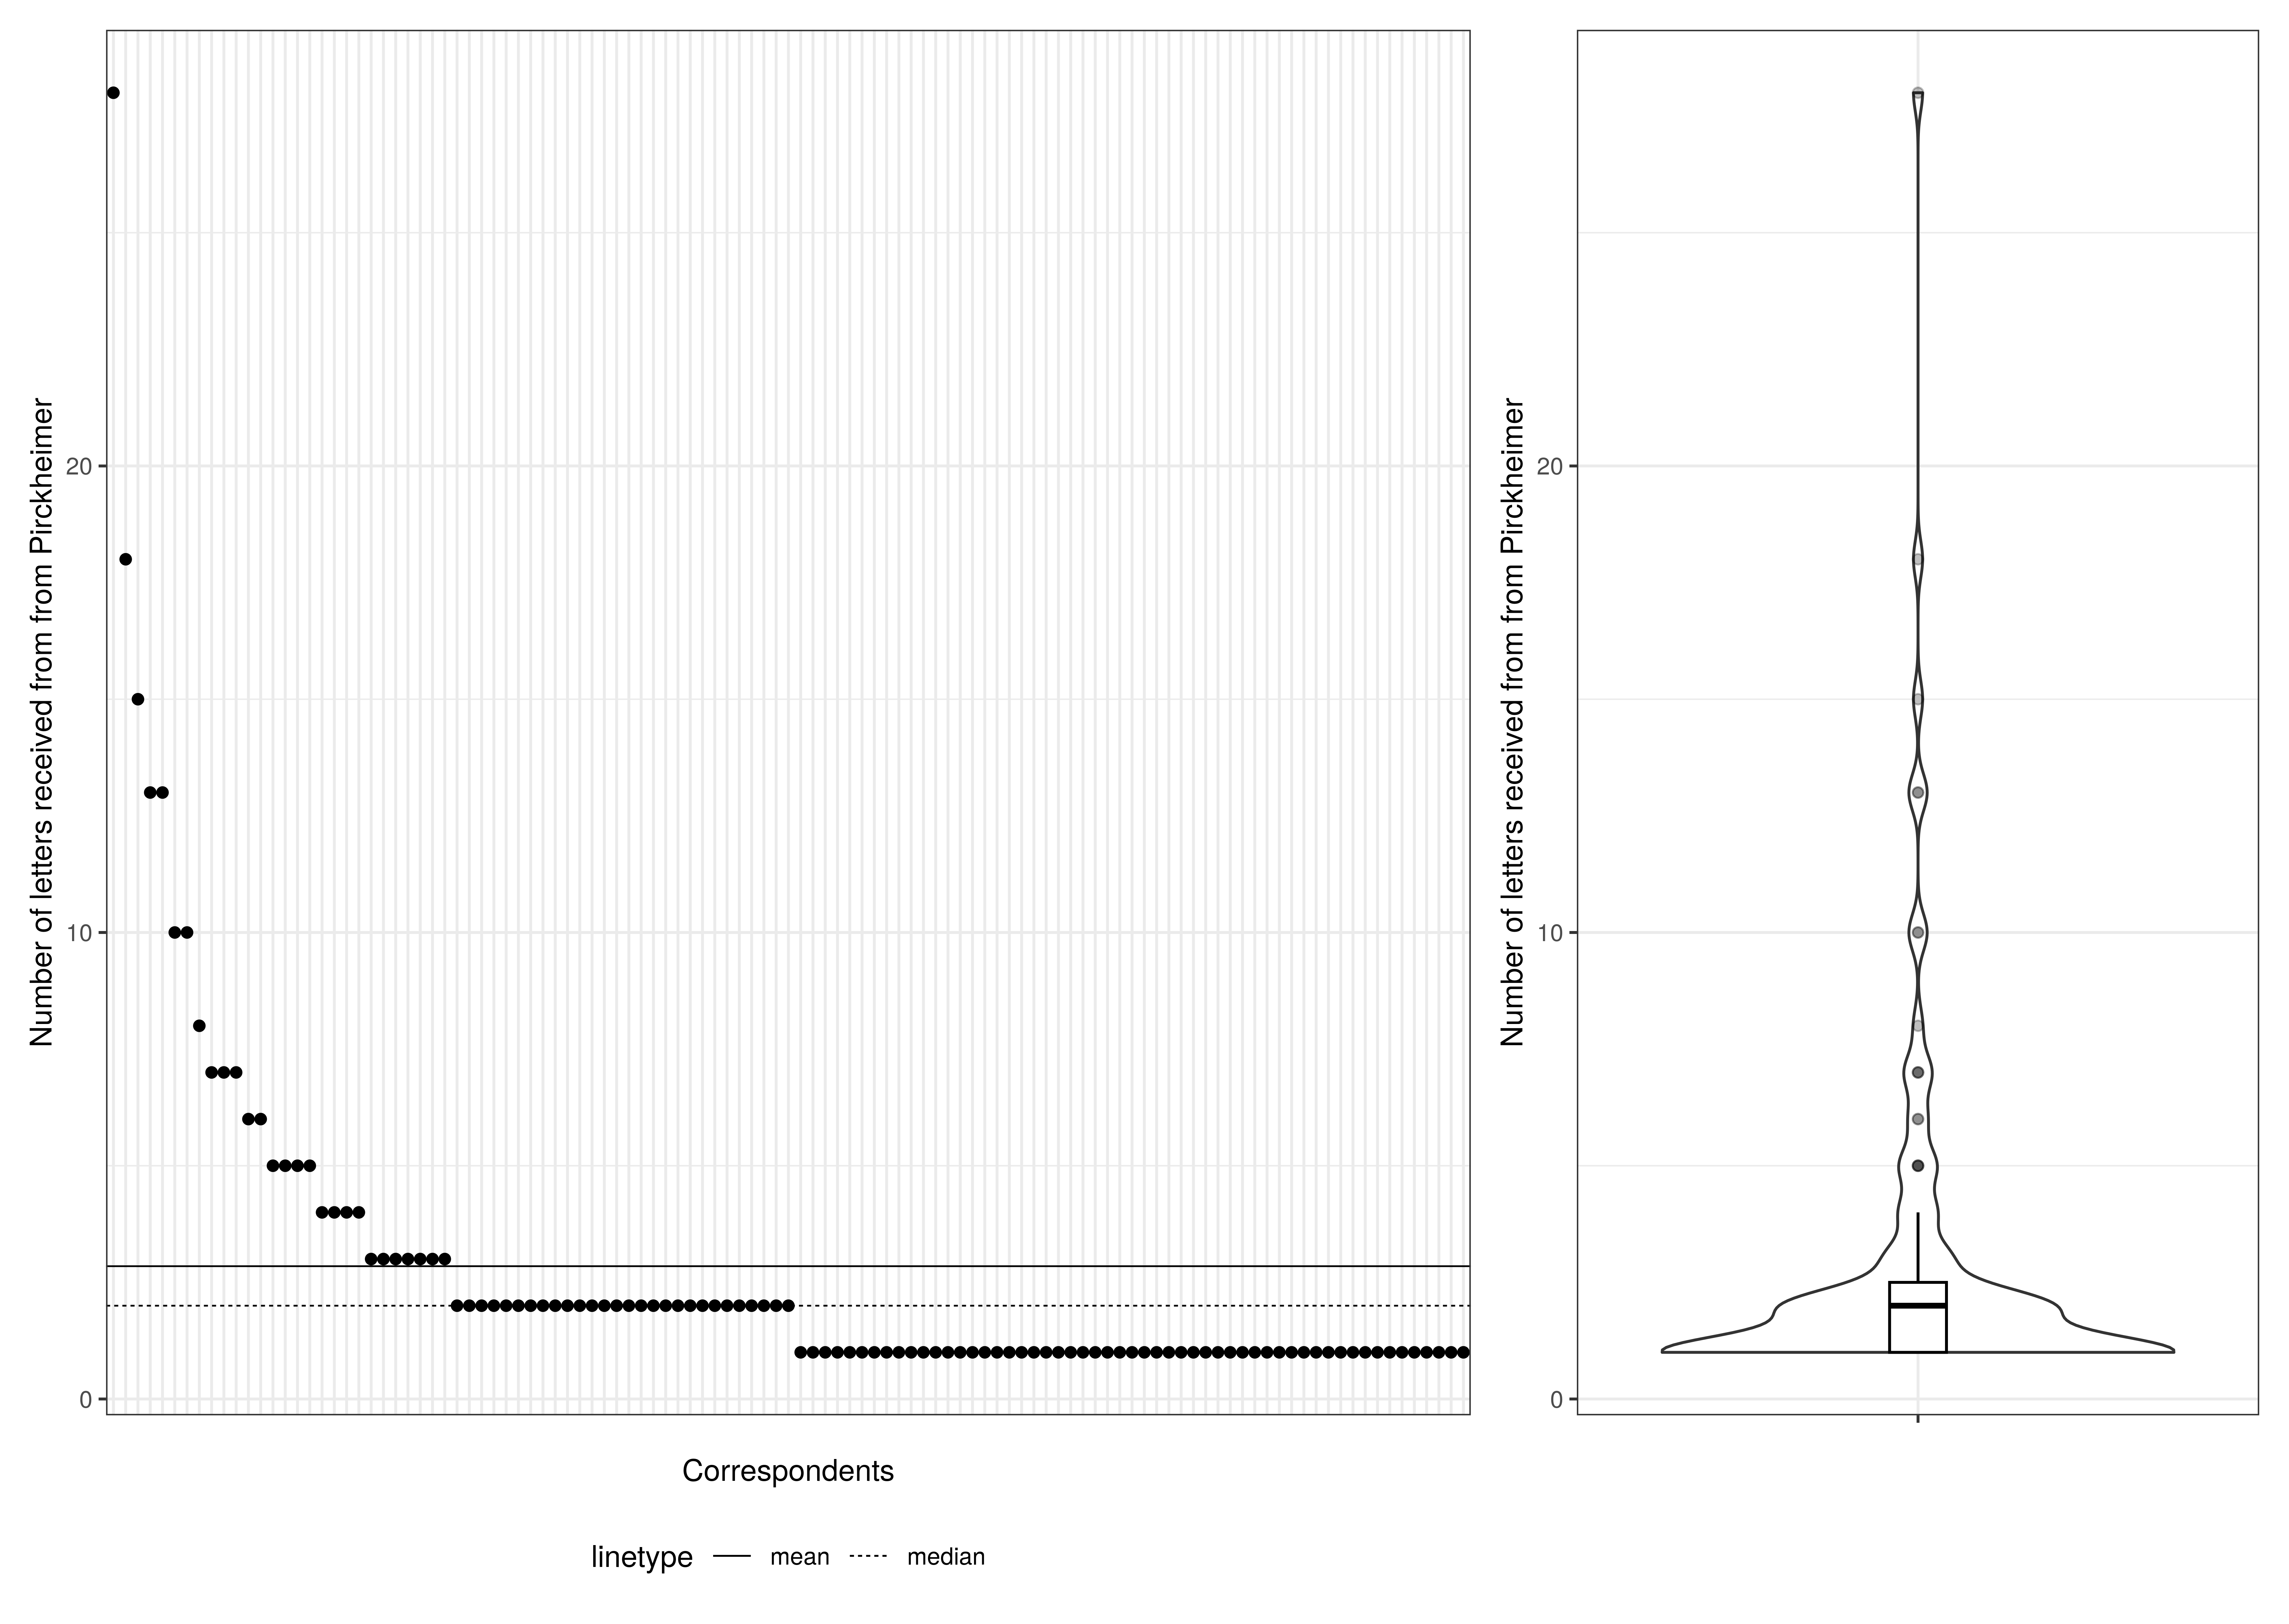 Number of letters received from from Pirckheimer
20
10
0
Correspondents
linetype mean median
Number of letters received from from Pirckheimer
20
10
0